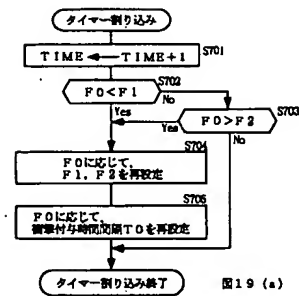 タイマー割り込み
S701
TIME ← TIME+1
S702
F0<F1
No
S703
Yes
F0>F2
Yes
No
S704
F0に応じて、
F1，F2を再設定
S705
F0に応じて、
衝撃付与時間間隔T0を再設定
タイマー割り込み終了
図19 (a)